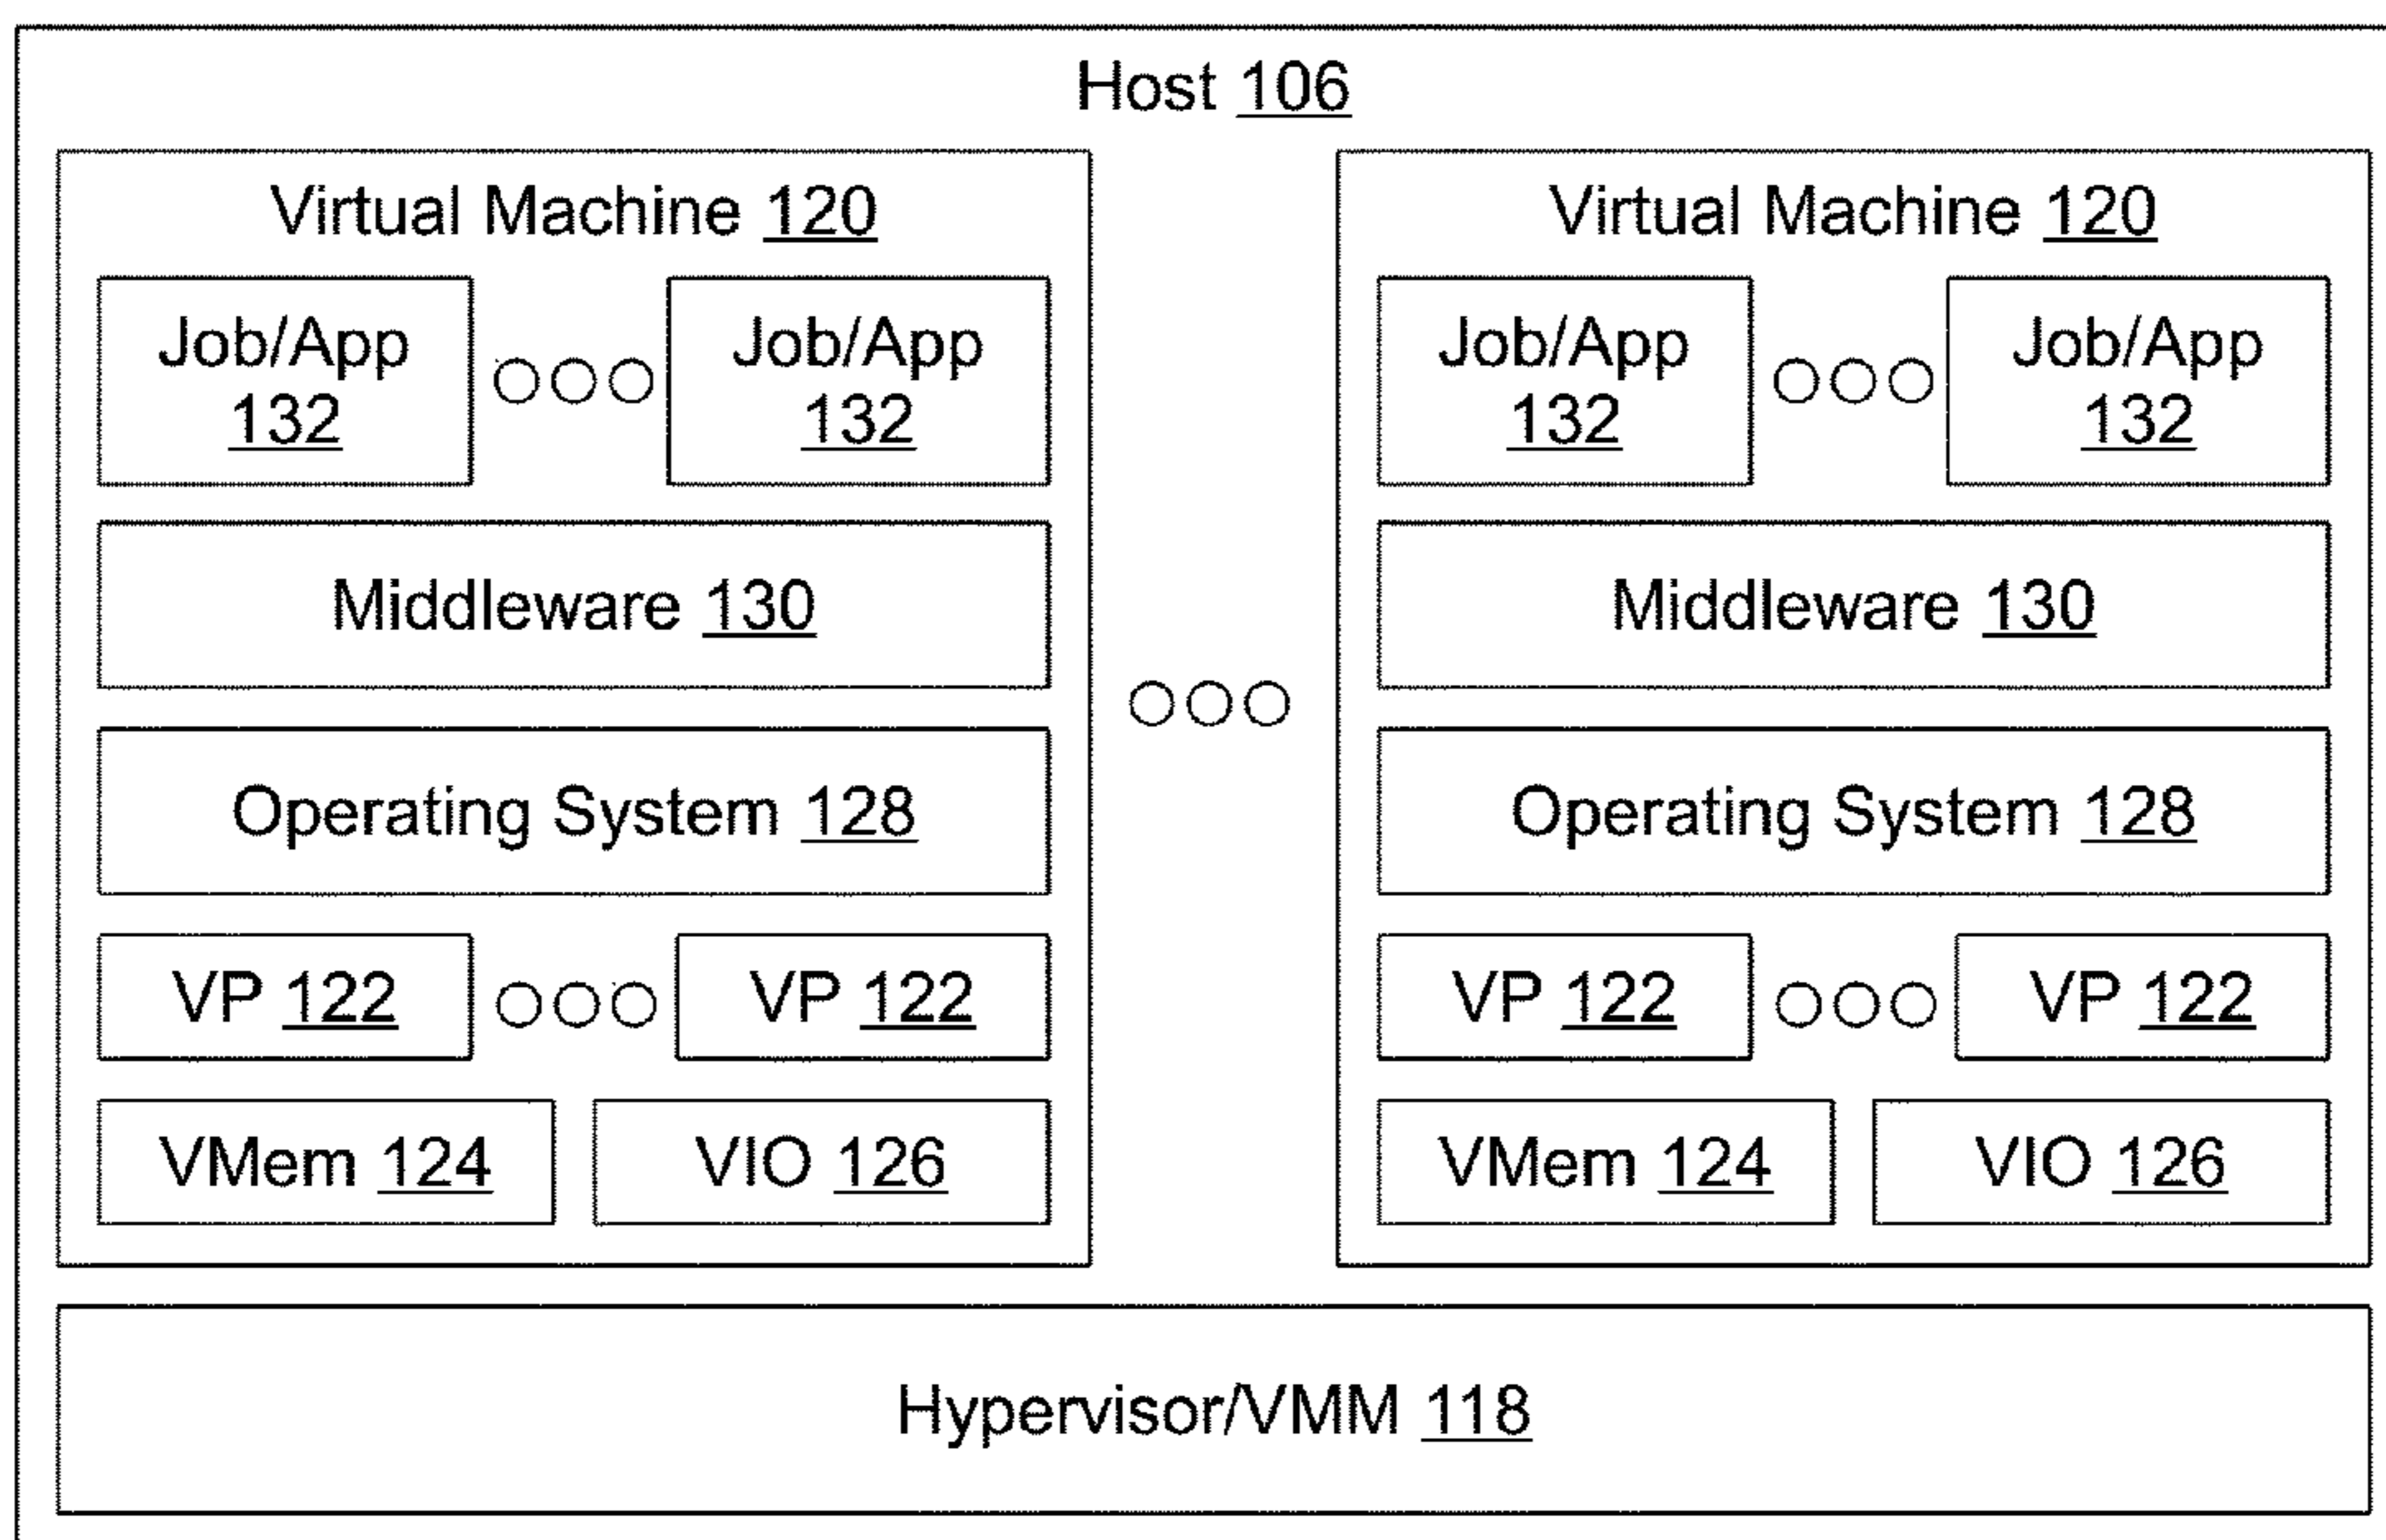 Host 106
Virtual Machine 120
Job/App
132
Job/App
132
Middleware 130
Operating System 128
VP 122
VP 122
VMem 124
VIO 126
Virtual Machine 120
Job/App
132
Job/App
132
Middleware 130
Operating System 128
VP 122
VP 122
VMem 124
VIO 126
Hypervisor/VMM 118